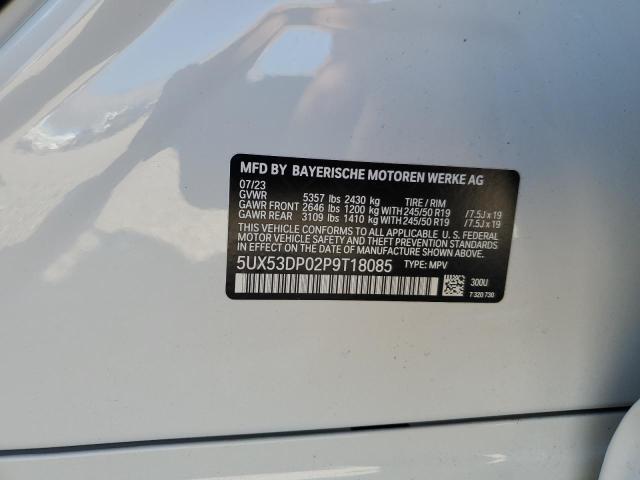 MFD BY BAYERISCHE MOTOREN WERKE AG
07/23
GVWR 5357 lbs 2430 kg TIRE / RIM
GAWR FRONT 2646 lbs 1200 kg WITH 245/50 R19 /7.5J x 19
GAWR REAR 3109 lbs 1410 kg WITH 245/50 R19 /7.5J x 19
THIS VEHICLE CONFORMS TO ALL APPLICABLE U.S. FEDERAL
MOTOR VEHICLE SAFETY AND THEFT PREVENTION
STANDARDS IN EFFECT ON THE DATE OF MANUFACTURE
SHOWN ABOVE.
5UX53DP02P9T18085 TYPE: MPV
300U
7 320 730